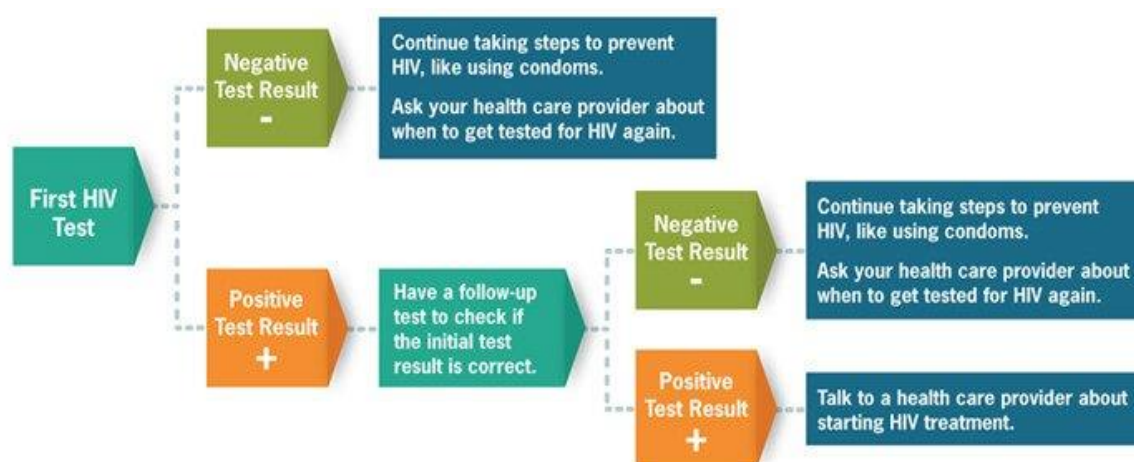 First HIV
Test
Negative
Test Result
-
Continue taking steps to prevent
HIV, like using condoms.
Ask your health care provider about
when to get tested for HIV again.
Positive
Test Result
+
Have a follow-up
test to check if
the initial test
result is correct.
Negative
Test Result
-
Continue taking steps to prevent
HIV, like using condoms.
Ask your health care provider about
when to get tested for HIV again.
Positive
Test Result
+
Talk to a health care provider about
starting HIV treatment.